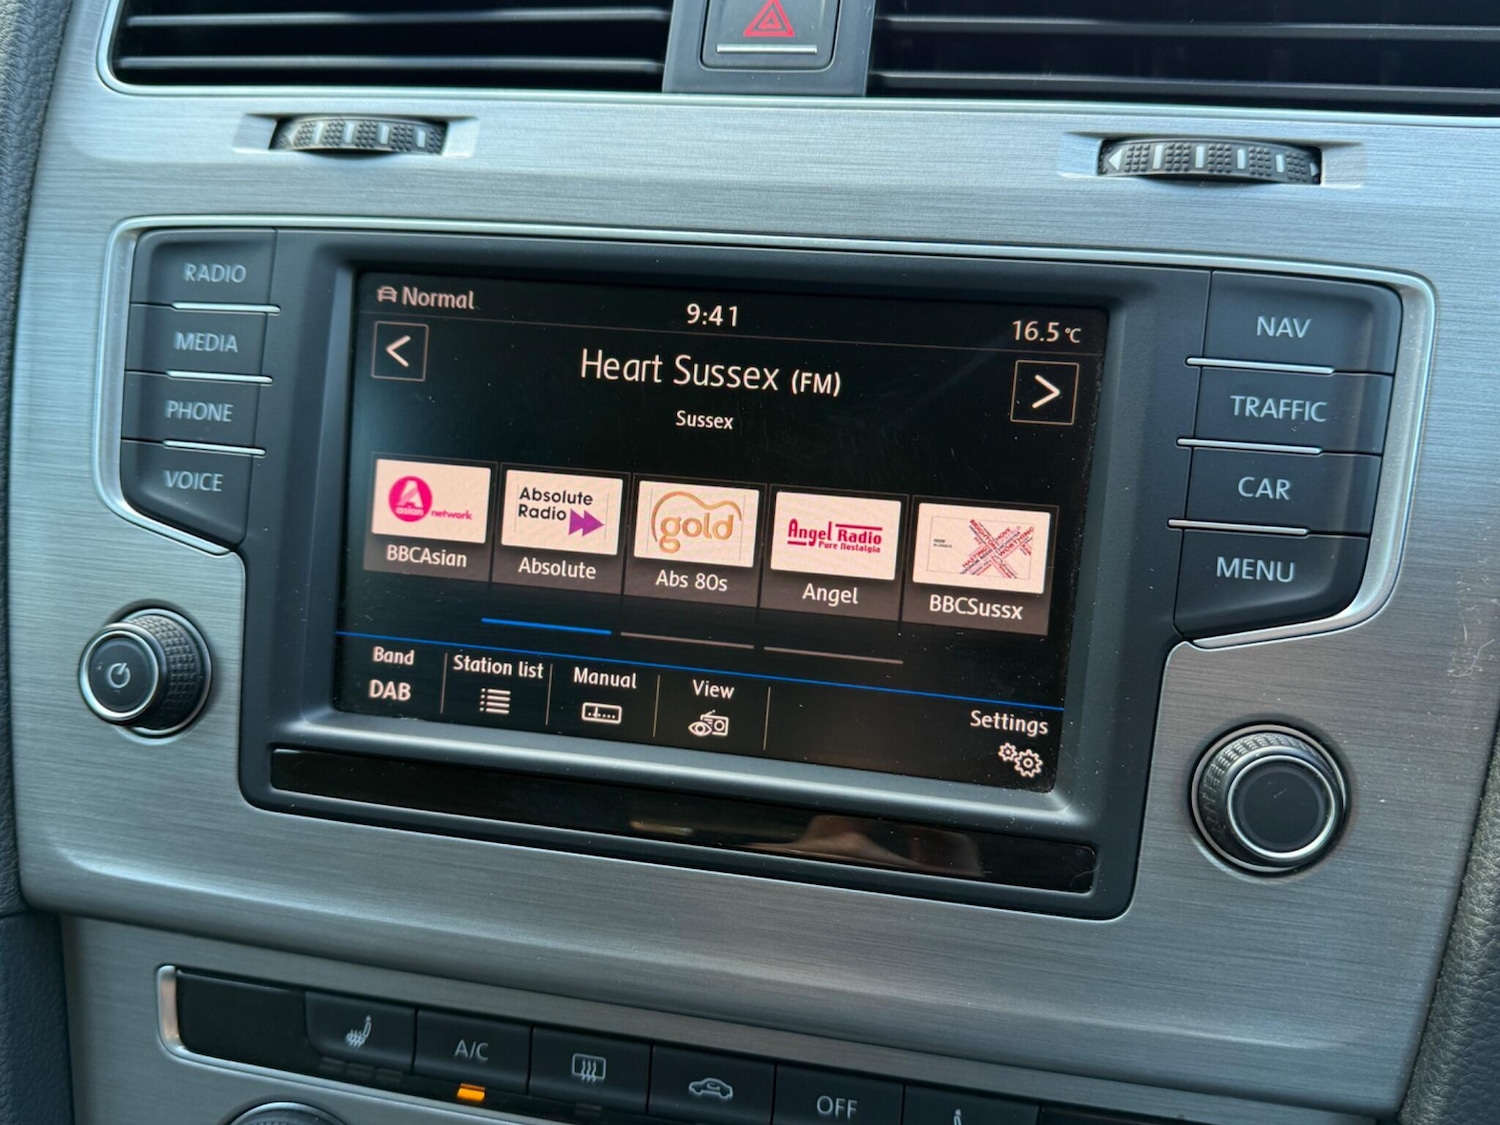 RADIO
MEDIA
PHONE
VOICE
Normal
9:41
16.5 °C
Heart Sussex (FM)
Sussex
A
asian network
BBCAsian
Absolute
Radio
Absolute
gold
Abs 80s
Angel Radio
Pure Nostalgia
Angel
BBCSussx
Band
DAB
Station list
Manual
View
Settings
NAV
TRAFFIC
CAR
MENU
A/C
OFF